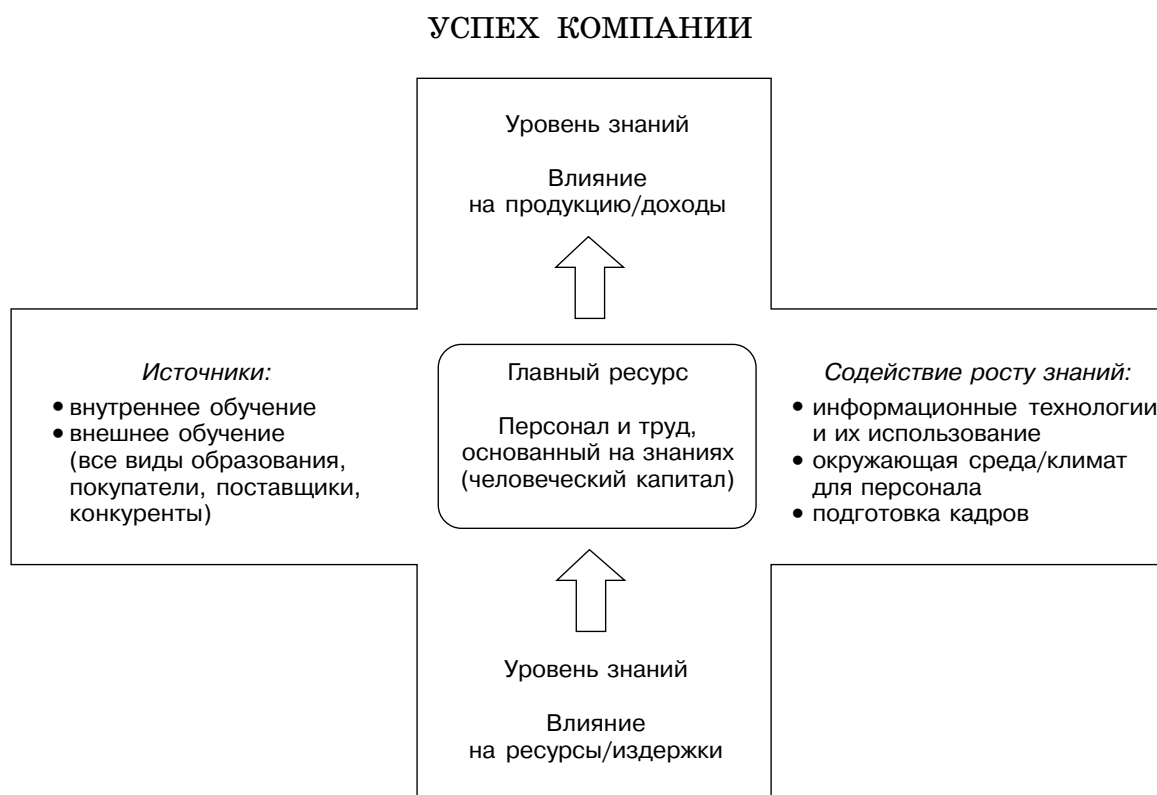 УСПЕХ КОМПАНИИ
Уровень знаний
Влияние
на продукцию/доходы
Источники:
• внутреннее обучение
• внешнее обучение
(все виды образования,
покупатели, поставщики,
конкуренты)
Главный ресурс
Персонал и труд,
основанный на знаниях
(человеческий капитал)
Содействие росту знаний:
• информационные технологии
и их использование
• окружающая среда/климат
для персонала
• подготовка кадров
Уровень знаний
Влияние
на ресурсы/издержки